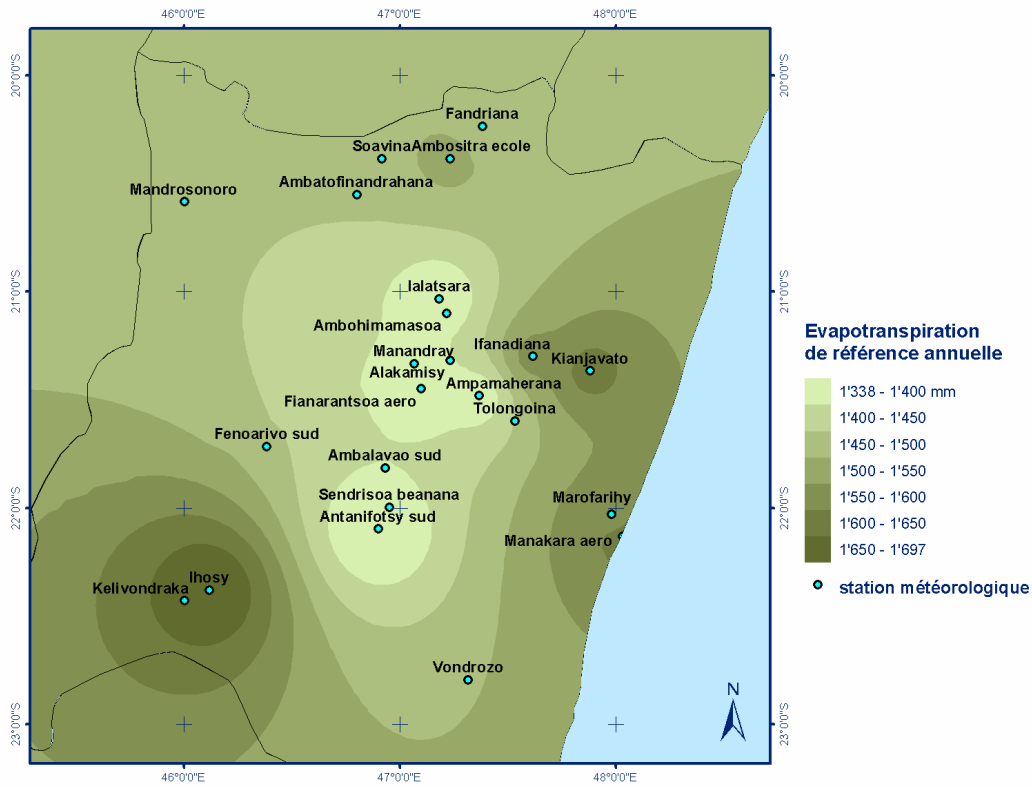 46°0'0"E 47°0'0"E 48°0'0"E
20°0'0"S 20°0'0"S
Fandriana
Soavina Ambositra ecole
Ambatofinandrahana
Mandrosonoro
21°0'0"S 21°0'0"S
Ialatsara
Ambohimamasoa
Ifanadiana
Manandray
Kianjavato
Alakamisy
Ampamaherana
Fianarantsoa aero
Tolongoina
Fenoarivo sud
Ambalavao sud
Sendrisoa beanana
Marofarihy
22°0'0"S 22°0'0"S
Antanifotsy sud
Manakara aero
Ihosy
Kelivondraka
Vondrozo
23°0'0"S 23°0'0"S
N
46°0'0"E 47°0'0"E 48°0'0"E
Evapotranspiration
de référence annuelle
1'338 - 1'400 mm
1'400 - 1'450
1'450 - 1'500
1'500 - 1'550
1'550 - 1'600
1'600 - 1'650
1'650 - 1'697
station météorologique